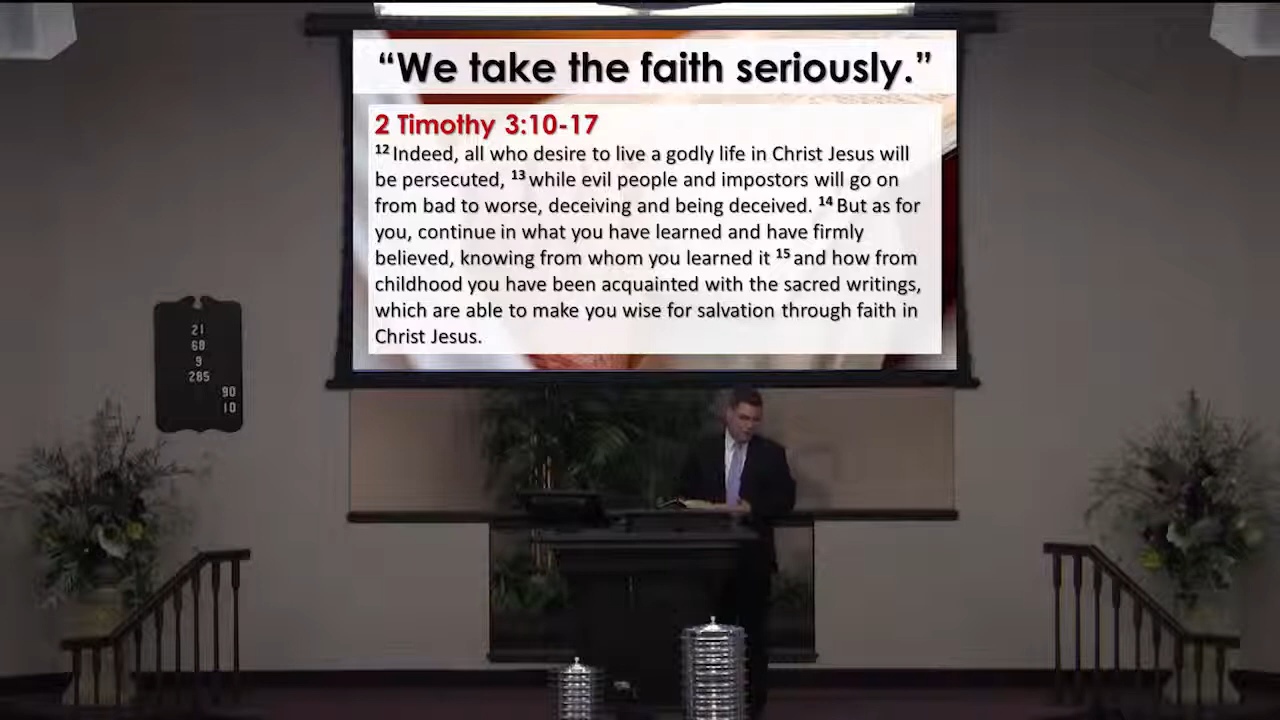 “We take the faith seriously.”
2 Timothy 3:10-17
12 Indeed, all who desire to live a godly life in Christ Jesus will
be persecuted, 13 while evil people and impostors will go on
from bad to worse, deceiving and being deceived. 14 But as for
you, continue in what you have learned and have firmly
believed, knowing from whom you learned it 15 and how from
childhood you have been acquainted with the sacred writings,
which are able to make you wise for salvation through faith in
Christ Jesus.
21
68
9
285
90
10